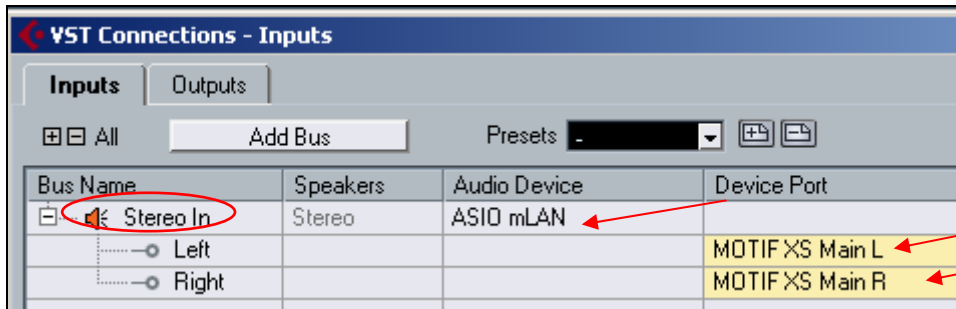 VST Connections - Inputs
Inputs Outputs
All Add Bus Presets -
Bus Name Speakers Audio Device Device Port
Stereo In Stereo ASIO mLAN
Left MOTIF XS Main L
Right MOTIF XS Main R